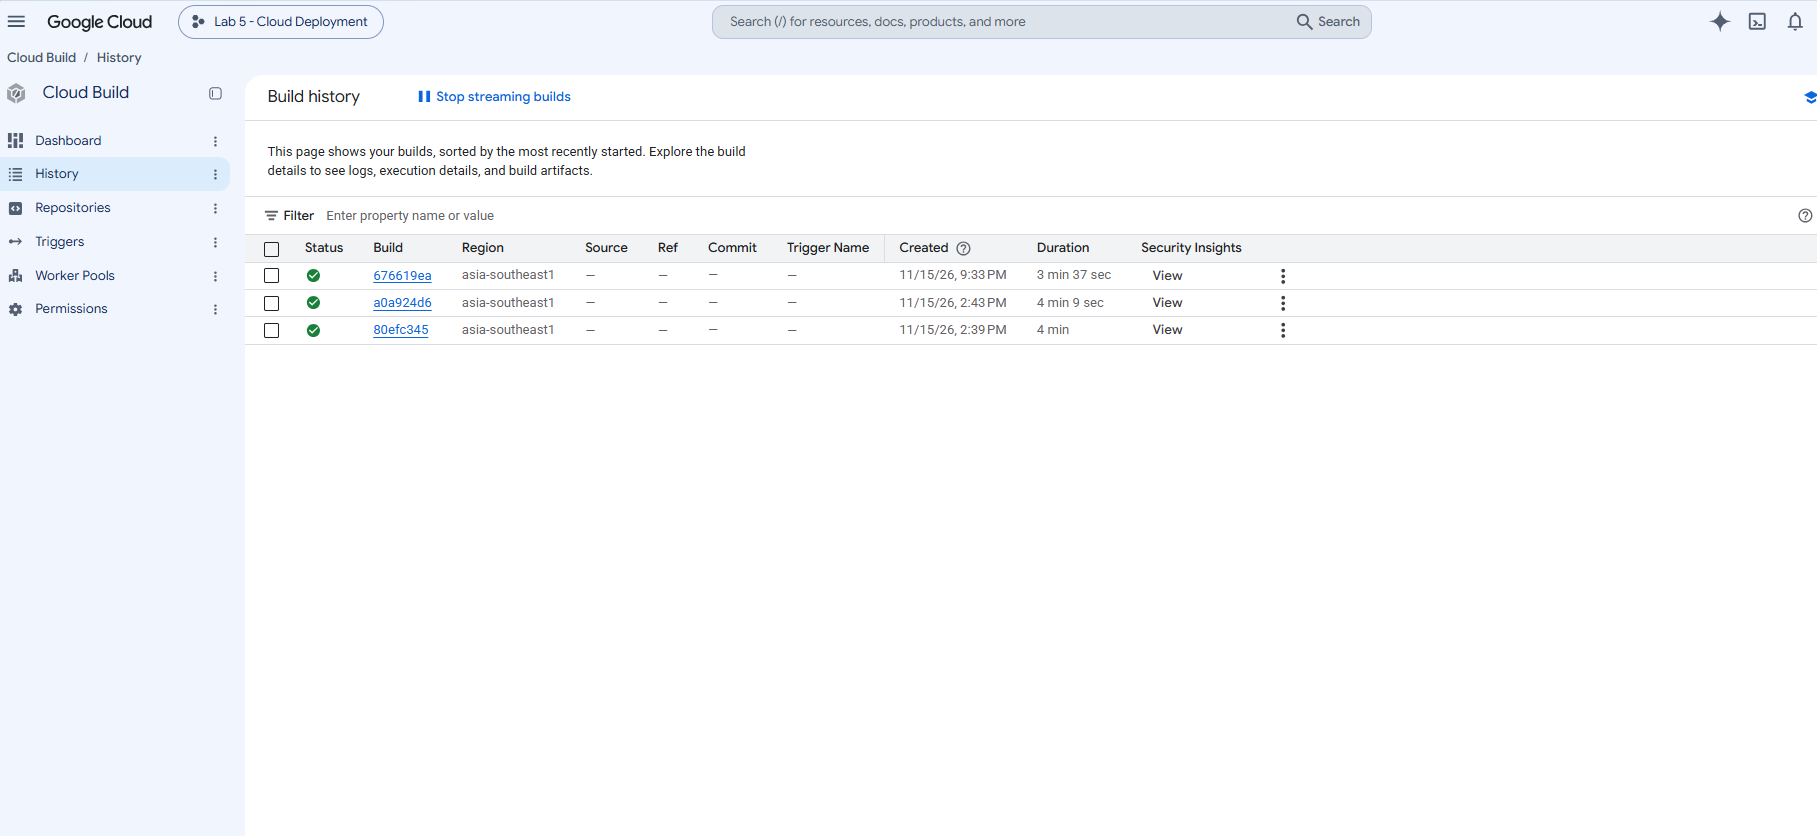 Google Cloud
Lab 5 - Cloud Deployment
Search (/) for resources, docs, products, and more
Search
Cloud Build / History
Cloud Build
Dashboard
History
Repositories
Triggers
Worker Pools
Permissions
Build history
Stop streaming builds
This page shows your builds, sorted by the most recently started. Explore the build
details to see logs, execution details, and build artifacts.
Filter Enter property name or value
Status Build Region Source Ref Commit Trigger Name Created Duration Security Insights
676619ea asia-southeast1 — — — — 11/15/26, 9:33 PM 3 min 37 sec View
a0a924d6 asia-southeast1 — — — — 11/15/26, 2:43 PM 4 min 9 sec View
80efc345 asia-southeast1 — — — — 11/15/26, 2:39 PM 4 min View